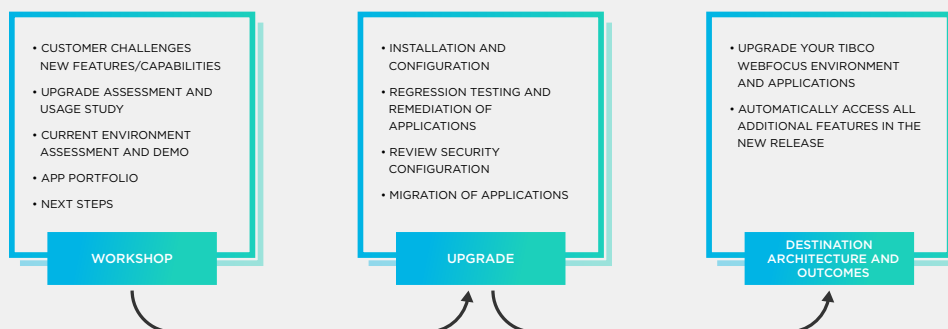 • CUSTOMER CHALLENGES
NEW FEATURES/CAPABILITIES
• UPGRADE ASSESSMENT AND
USAGE STUDY
• CURRENT ENVIRONMENT
ASSESSMENT AND DEMO
• APP PORTFOLIO
• NEXT STEPS
WORKSHOP
• INSTALLATION AND
CONFIGURATION
• REGRESSION TESTING AND
REMEDIATION OF
APPLICATIONS
• REVIEW SECURITY
CONFIGURATION
• MIGRATION OF APPLICATIONS
UPGRADE
• UPGRADE YOUR TIBCO
WEBFOCUS ENVIRONMENT
AND APPLICATIONS
• AUTOMATICALLY ACCESS ALL
ADDITIONAL FEATURES IN THE
NEW RELEASE
DESTINATION
ARCHITECTURE AND
OUTCOMES